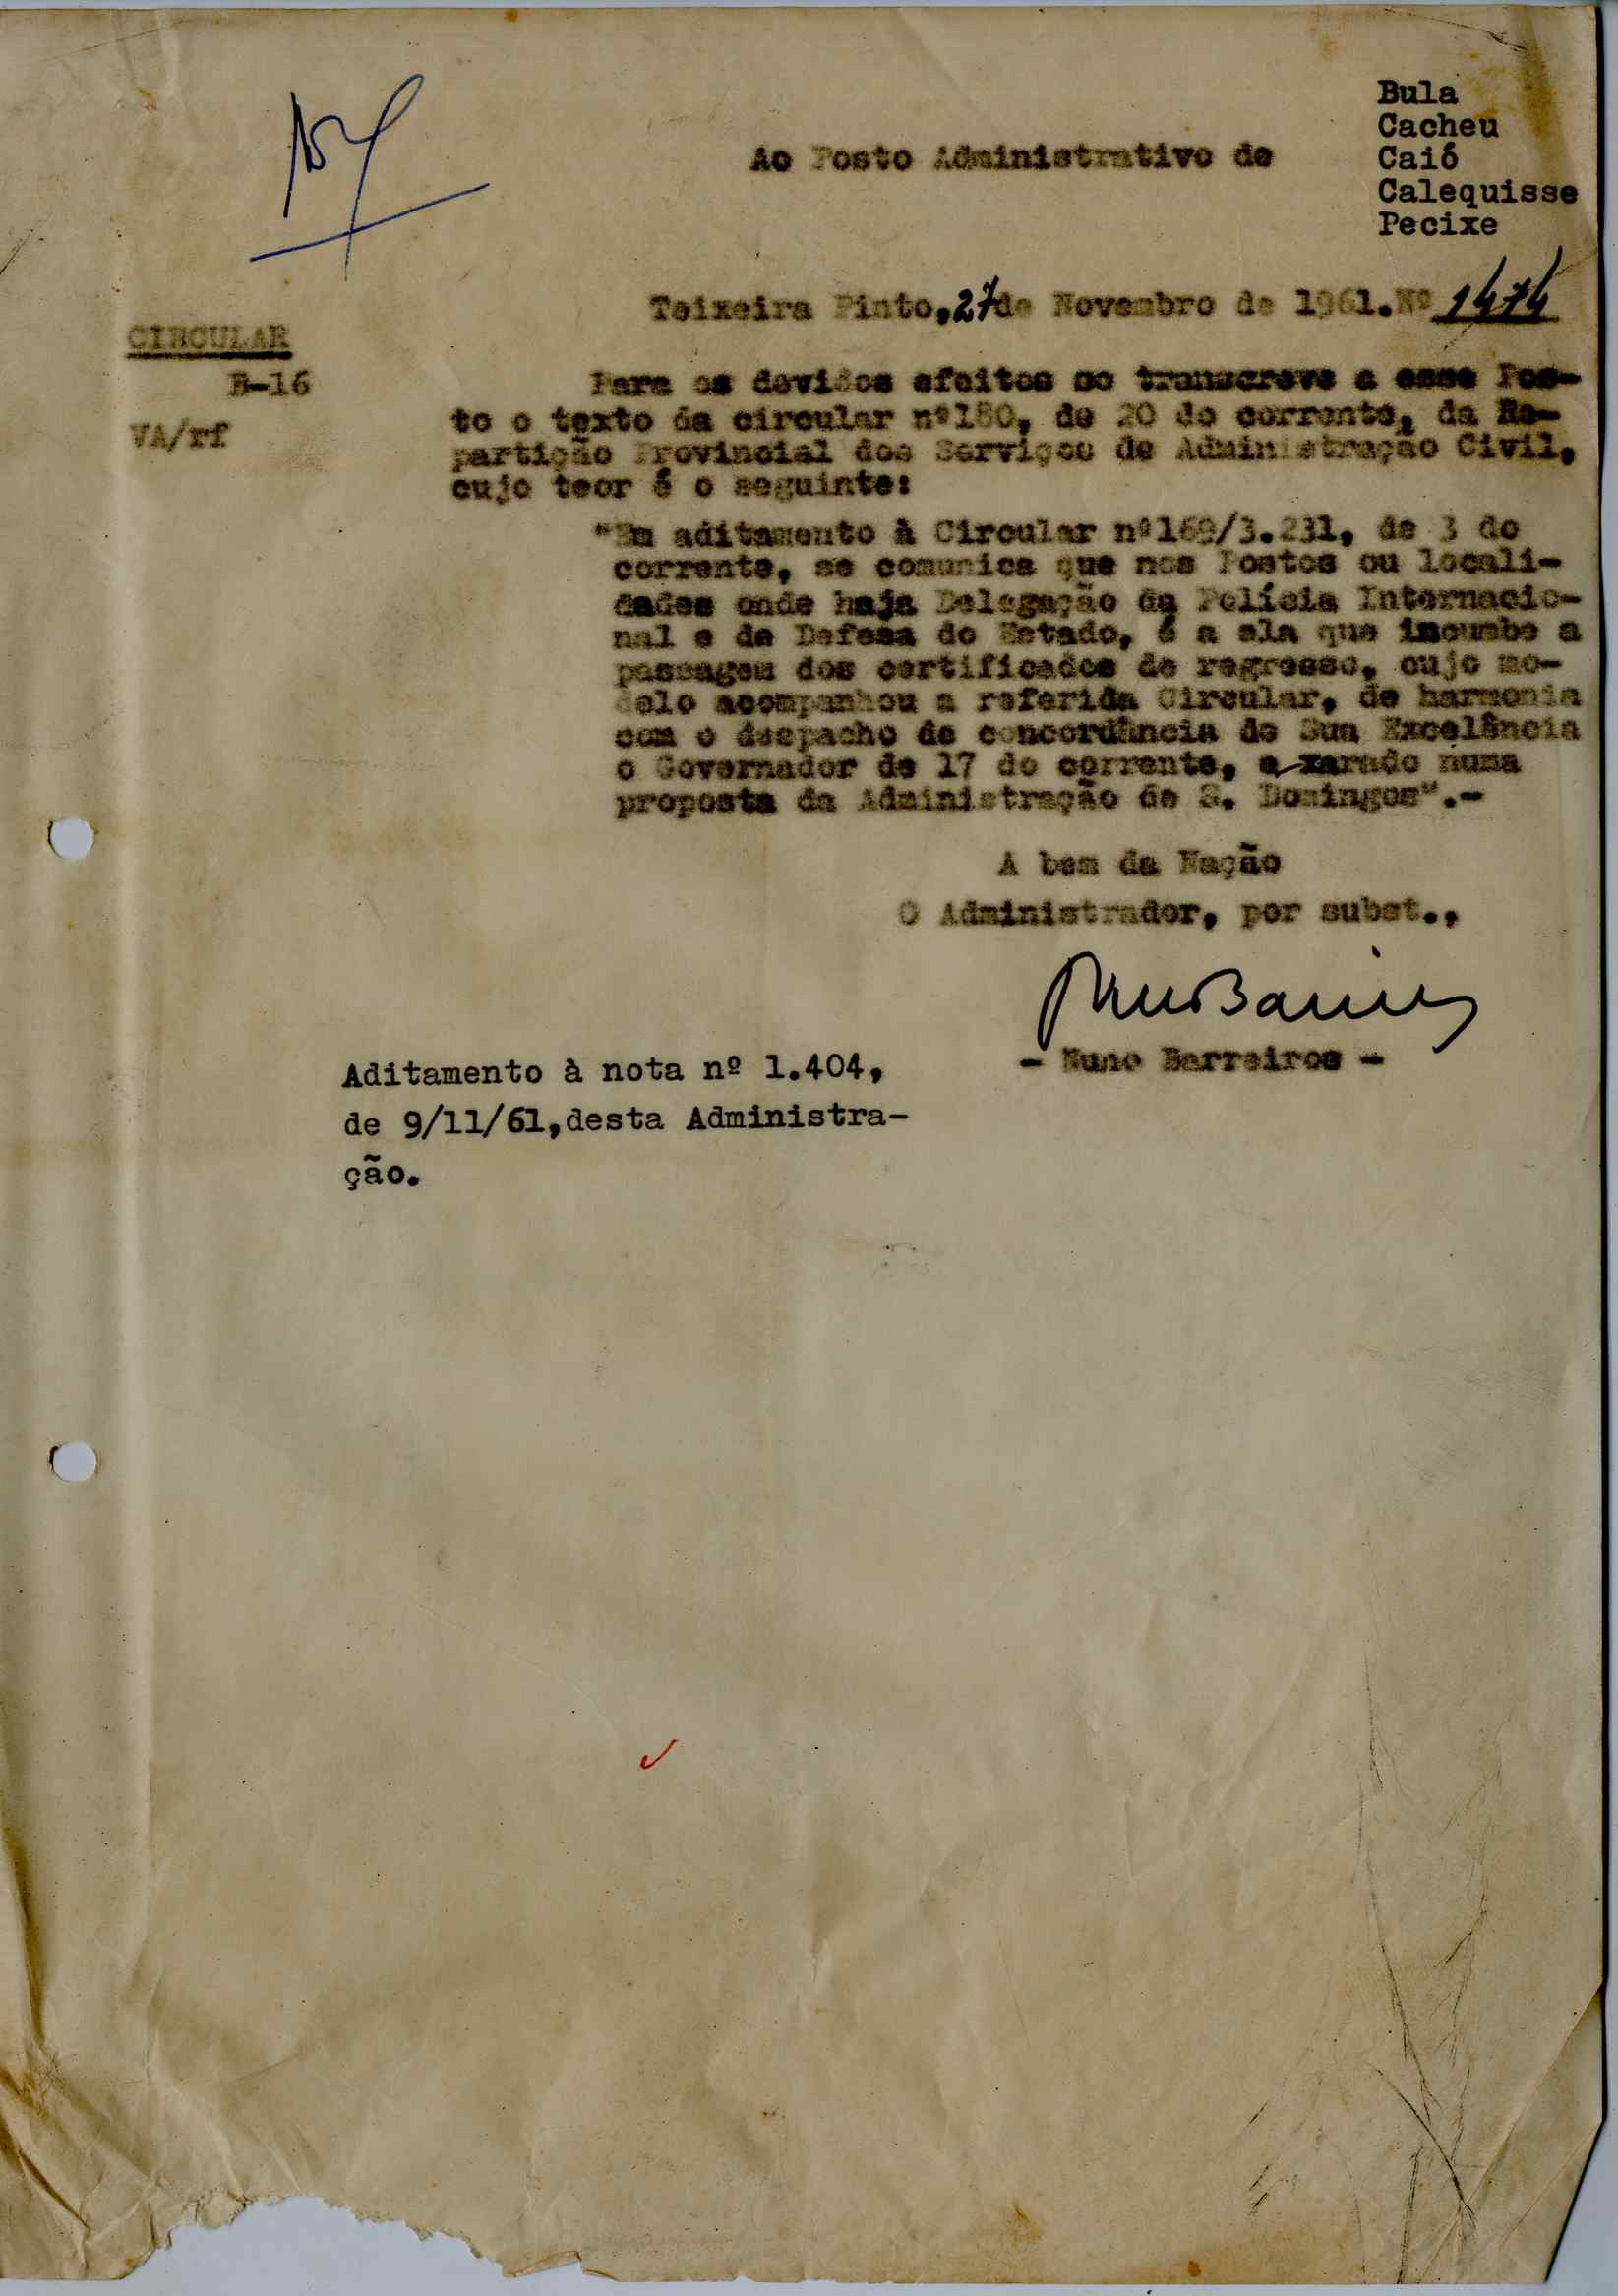 Bula
Cacheu
Ao Posto Administrativo de Caió
Calequisse
Pecixe
Teixeira Pinto, 27 de Novembro de 1961. Nº 1474
CIRCULAR
B-16
VA/rf
Para os devidos efeitos se transcreve a esse Pos-
to o texto da circular nº180, de 20 do corrente, da Re-
partição Provincial dos Serviços de Administração Civil,
cujo teor é o seguinte:
"Em aditamento à Circular nº169/3.231, de 3 do
corrente, se comunica que nos Postos ou locali-
dades onde haja Delegação da Polícia Internacio-
nal e de Defesa do Estado, é a ela que incumbe a
passagem dos certificados de regresso, cujo mo-
delo acompanhou a referida Circular, de harmonia
com o despacho de concordância de Sua Excelência
o Governador de 17 do corrente, exarado numa
proposta da Administração de S. Domingos".-
A bem da Nação
O Administrador, por subst.,
- Nuno Barreiros -
Aditamento à nota nº 1.404,
de 9/11/61, desta Administra-
ção.